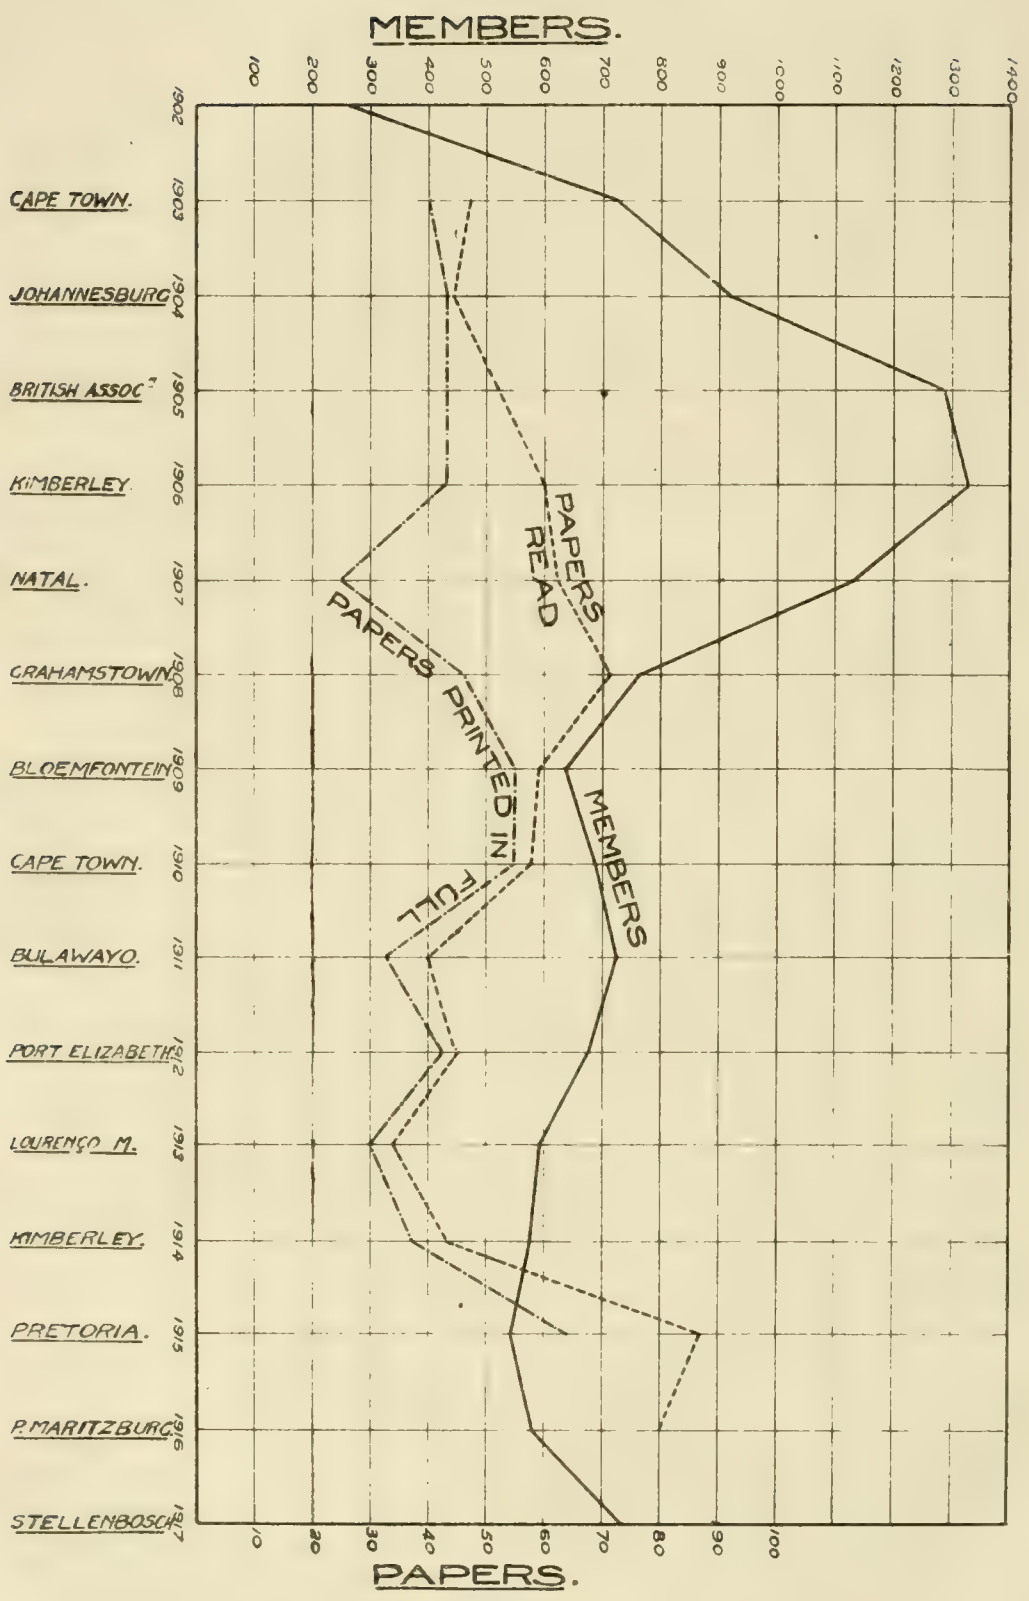 MEMBERS.
100 200 300 400 500 600 700 800 900 1000 1100 1200 1300 1400
1902
CAPE TOWN. 1903
JOHANNESBURG 1904
BRITISH ASSOCN 1905
KIMBERLEY. 1906
NATAL. 1907
GRAHAMSTOWN. 1908
BLOEMFONTEIN 1909
CAPE TOWN. 1910
BULAWAYO. 1911
PORT ELIZABETH. 1912
LOURENÇO M. 1913
KIMBERLEY. 1914
PRETORIA. 1915
P. MARITZBURG. 1916
STELLENBOSCH 1917
PAPERS
READ
PAPERS PRINTED IN
FULL
MEMBERS
10 20 30 40 50 60 70 80 90 100
PAPERS.